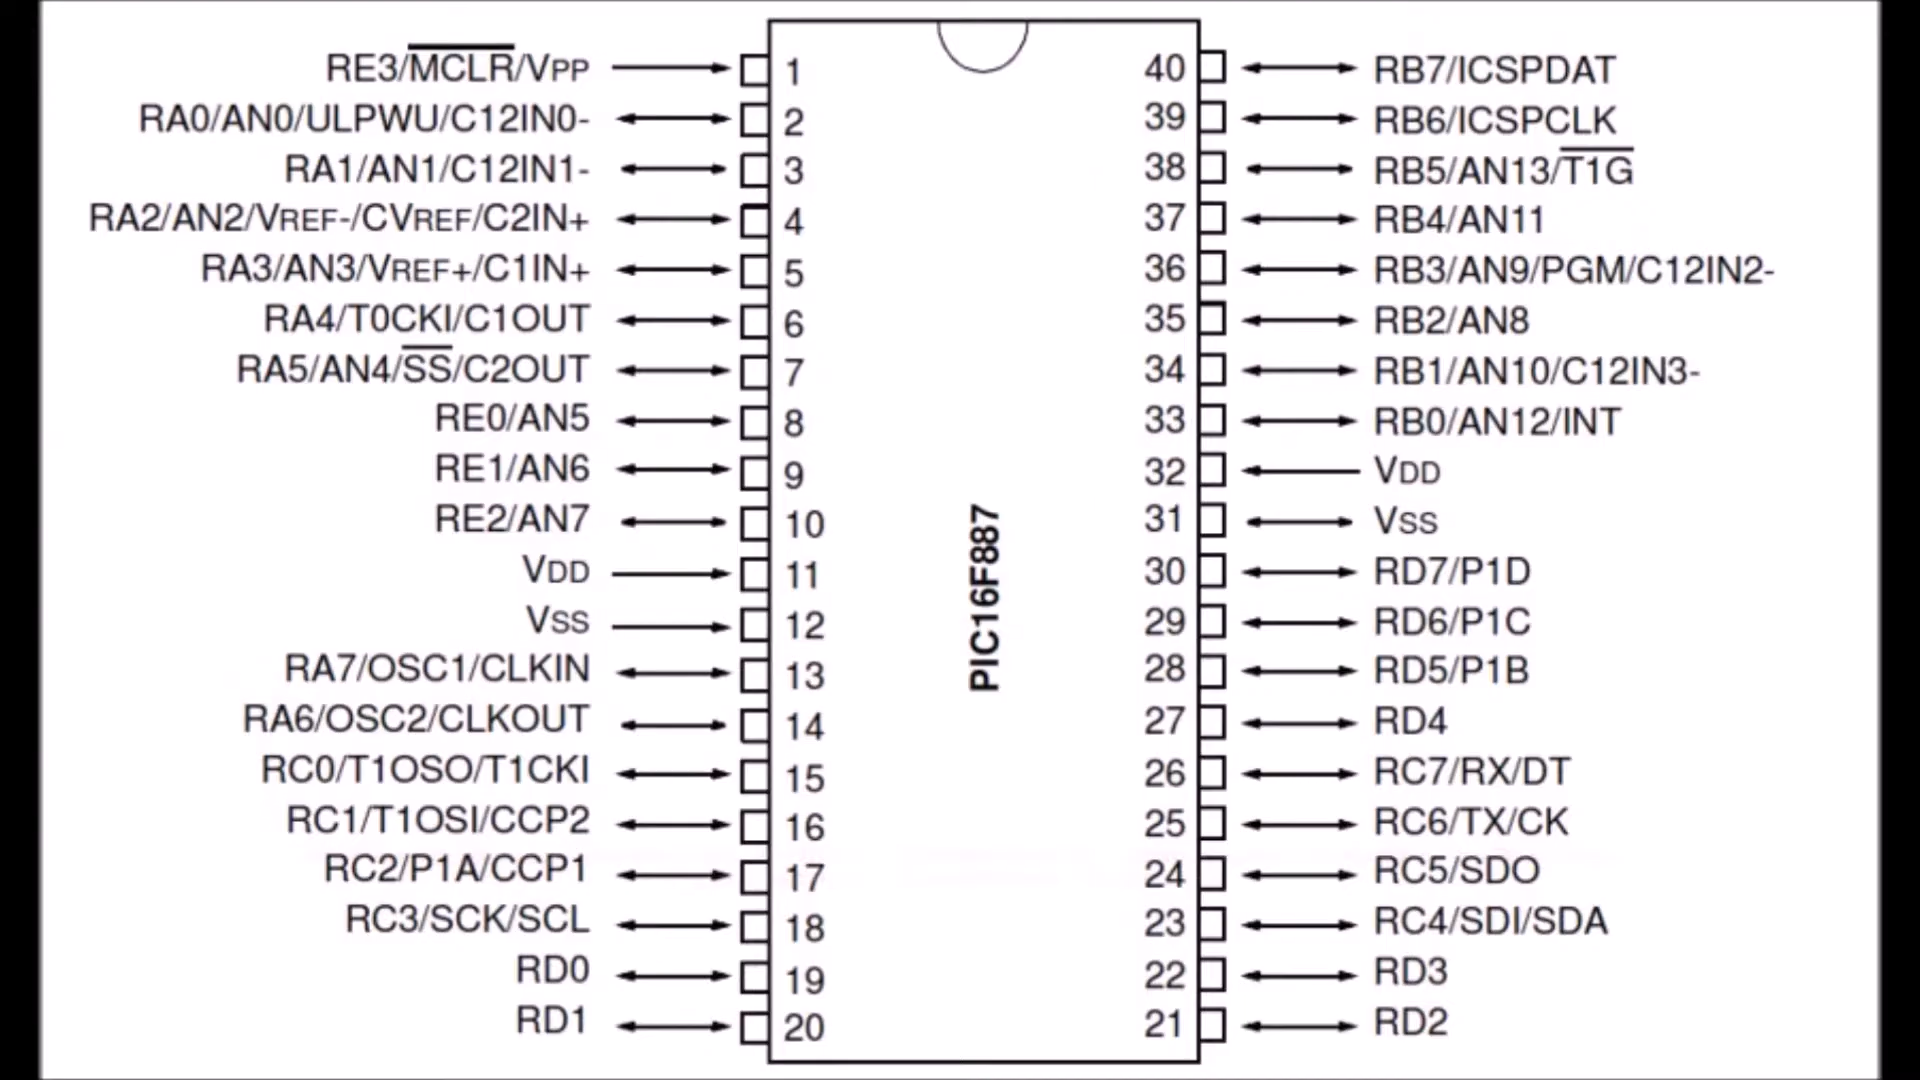 RE3/MCLR/VPP 1
RA0/AN0/ULPWU/C12IN0- 2
RA1/AN1/C12IN1- 3
RA2/AN2/VREF-/CVREF/C2IN+ 4
RA3/AN3/VREF+/C1IN+ 5
RA4/T0CKI/C1OUT 6
RA5/AN4/SS/C2OUT 7
RE0/AN5 8
RE1/AN6 9
RE2/AN7 10
VDD 11
VSS 12
RA7/OSC1/CLKIN 13
RA6/OSC2/CLKOUT 14
RC0/T1OSO/T1CKI 15
RC1/T1OSI/CCP2 16
RC2/P1A/CCP1 17
RC3/SCK/SCL 18
RD0 19
RD1 20
PIC16F887
40 RB7/ICSPDAT
39 RB6/ICSPCLK
38 RB5/AN13/T1G
37 RB4/AN11
36 RB3/AN9/PGM/C12IN2-
35 RB2/AN8
34 RB1/AN10/C12IN3-
33 RB0/AN12/INT
32 VDD
31 VSS
30 RD7/P1D
29 RD6/P1C
28 RD5/P1B
27 RD4
26 RC7/RX/DT
25 RC6/TX/CK
24 RC5/SDO
23 RC4/SDI/SDA
22 RD3
21 RD2